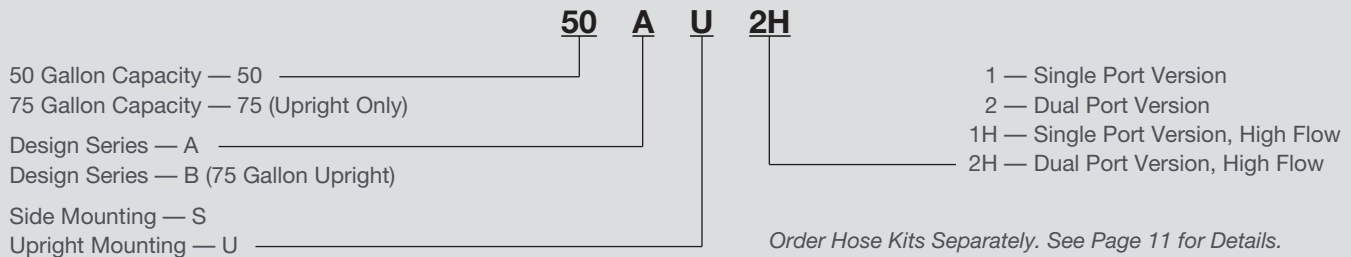 50 A U 2H
50 Gallon Capacity — 50
75 Gallon Capacity — 75 (Upright Only)
Design Series — A
Design Series — B (75 Gallon Upright)
Side Mounting — S
Upright Mounting — U
1 — Single Port Version
2 — Dual Port Version
1H — Single Port Version, High Flow
2H — Dual Port Version, High Flow
Order Hose Kits Separately. See Page 11 for Details.